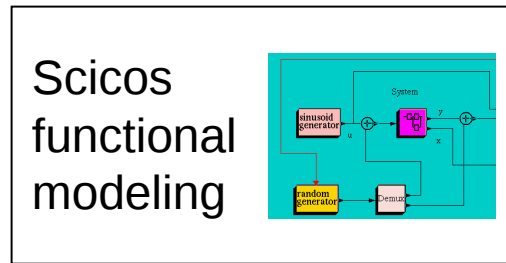 Scicos
functional
modeling
System
sinusoid
generator
u
y
x
random
generator
Demux